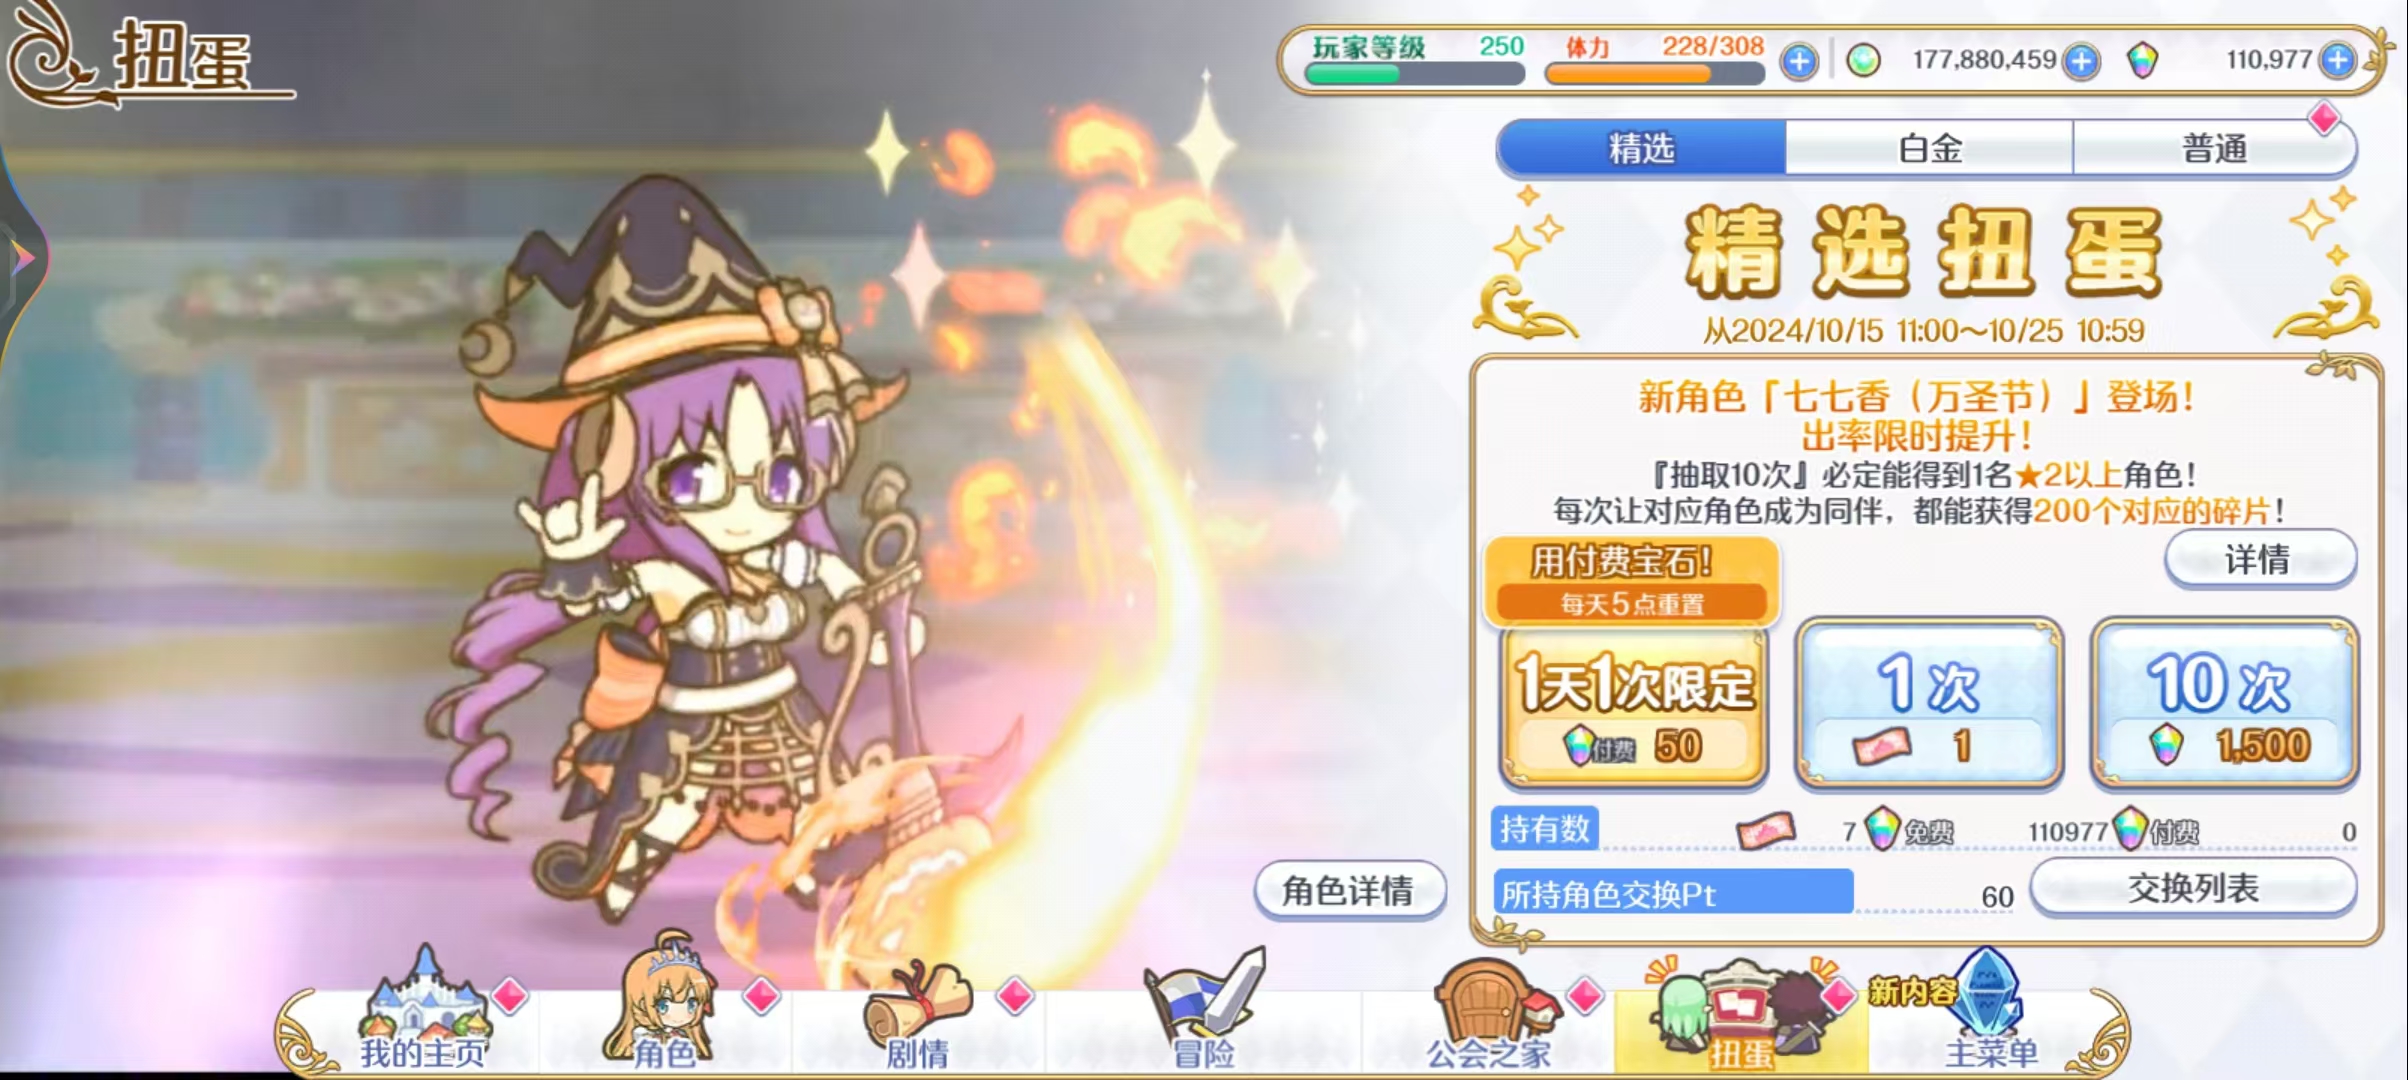 扭蛋
玩家等级 250 体力 228/308 177,880,459 110,977
精选 白金 普通
精选扭蛋
从2024/10/15 11:00～10/25 10:59
新角色「七七香（万圣节）」登场！
出率限时提升！
『抽取10次』必定能得到1名★2以上角色！
每次让对应角色成为同伴，都能获得200个对应的碎片！
详情
用付费宝石！
每天5点重置
1天1次限定 1次 10次
付费 50 1 1,500
持有数 7 免费 110977 付费 0
所持角色交换Pt 60 交换列表
角色详情
新内容
我的主页 角色 剧情 冒险 公会之家 扭蛋 主菜单